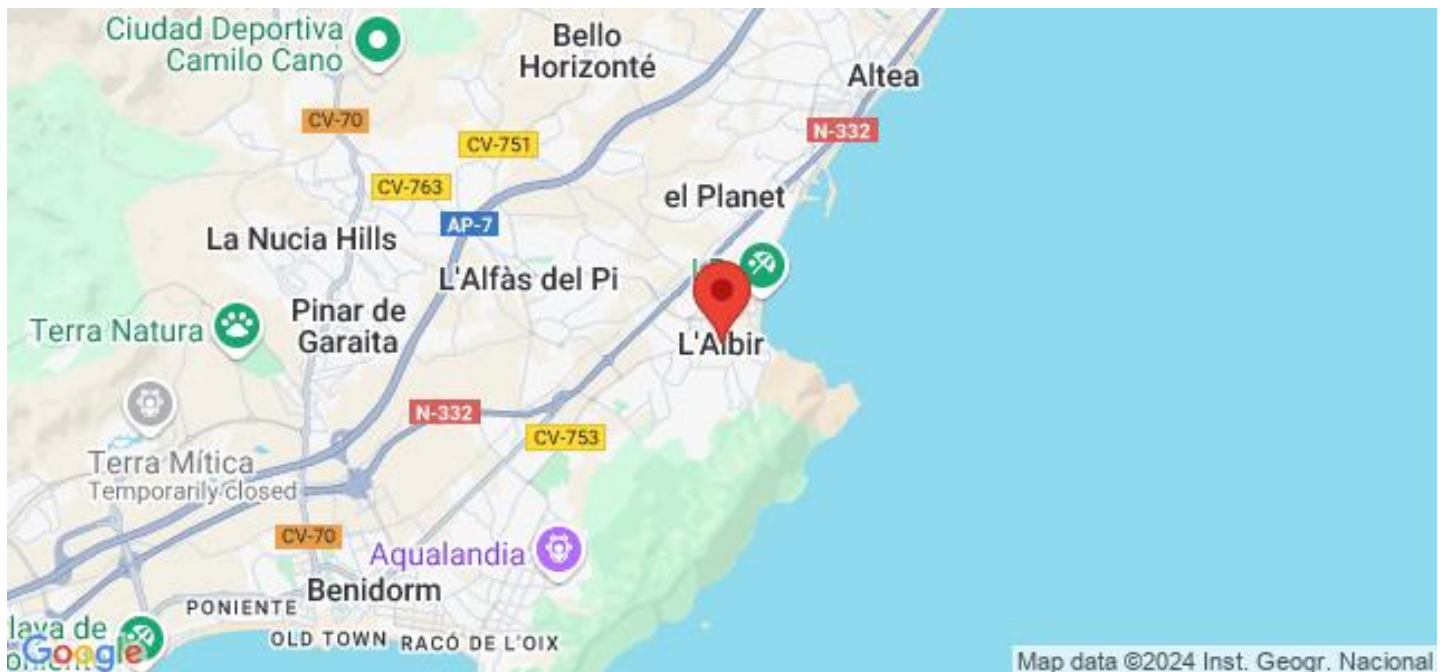 Ciudad Deportiva
Camilo Cano
Bello
Horizonté
Altea
CV-70
N-332
CV-751
CV-763
el Planet
AP-7
La Nucia Hills
L'Alfàs del Pi
Pinar de
Garaita
Terra Natura
L'Albir
N-332
CV-753
Terra Mítica
Temporarily closed
CV-70
Aqualandia
Benidorm
PONIENTE
OLD TOWN
RACÓ DE L'OIX
laya de
Google
Map data ©2024 Inst. Geogr. Nacional